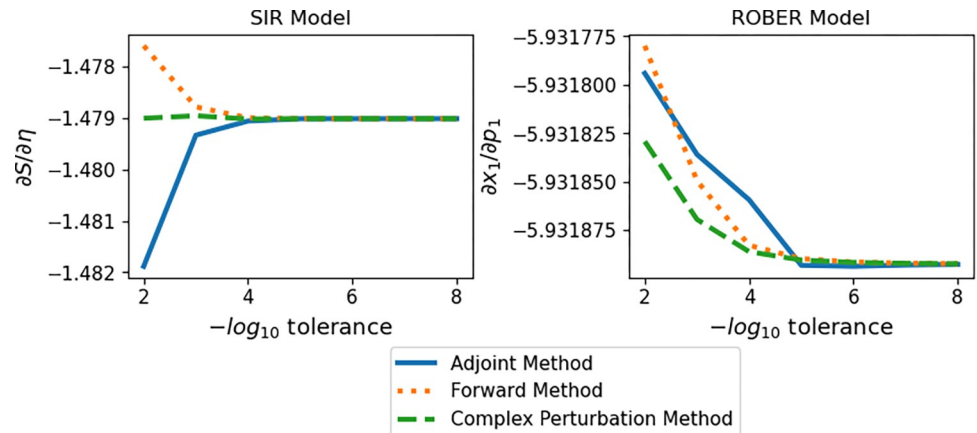 SIR Model
∂S/∂η
−1.478
−1.479
−1.480
−1.481
−1.482
2 4 6 8
−log10 tolerance
ROBER Model
∂x1/∂p1
−5.931775
−5.931800
−5.931825
−5.931850
−5.931875
2 4 6 8
−log10 tolerance
Adjoint Method
Forward Method
Complex Perturbation Method